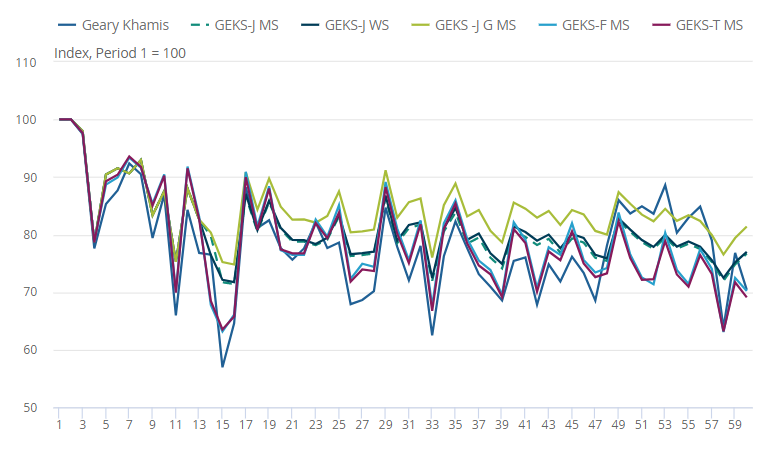 Geary Khamis GEKS-J MS GEKS-J WS GEKS -J G MS GEKS-F MS GEKS-T MS
Index, Period 1 = 100
110
100
90
80
70
60
50
1 3 5 7 9 11 13 15 17 19 21 23 25 27 29 31 33 35 37 39 41 43 45 47 49 51 53 55 57 59